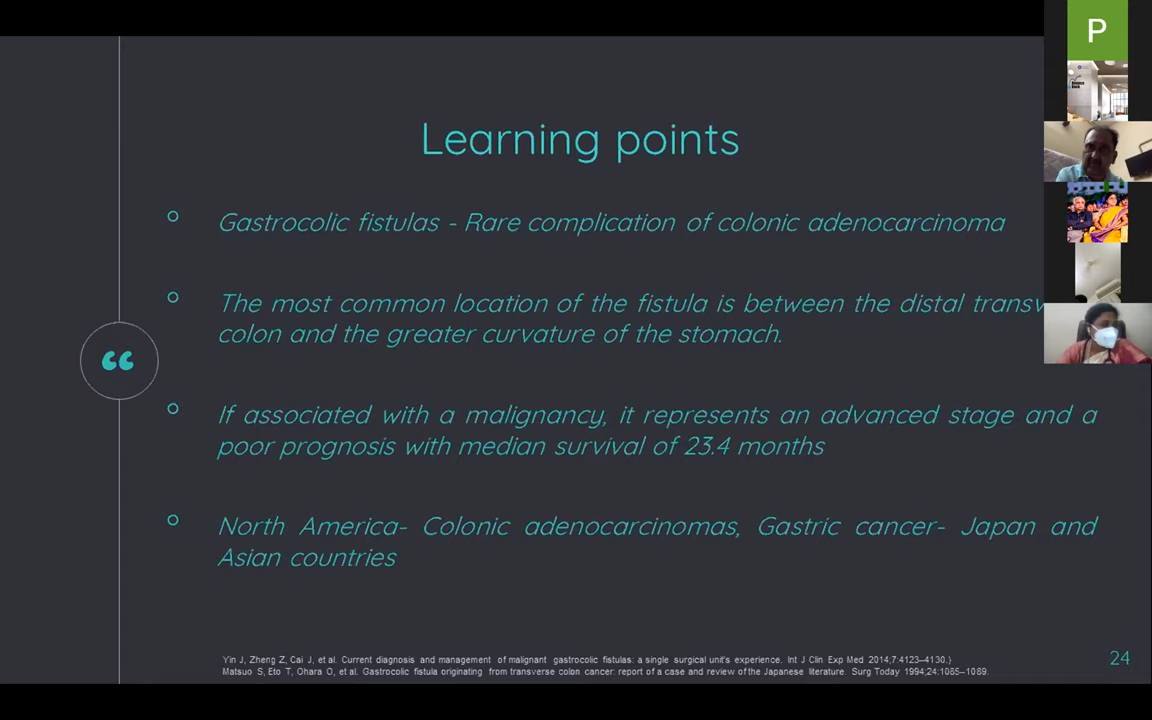 Learning points
Gastrocolic fistulas - Rare complication of colonic adenocarcinoma
The most common location of the fistula is between the distal
colon and the greater curvature of the stomach.
If associated with a malignancy, it represents an advanced stage and a
poor prognosis with median survival of 23.4 months
North America- Colonic adenocarcinomas, Gastric cancer- Japan and
Asian countries
Yin J, Zheng Z, Cai J, et al. Current diagnosis and management of malignant gastrocolic fistulas: a single surgical unit's experience. Int J Clin Exp Med 2014;7:4123–4130.}
Matsuo S, Eto T, Ohara O, et al. Gastrocolic fistula originating from transverse colon cancer: report of a case and review of the Japanese literature. Surg Today 1994;24:1085–1089.
24
P